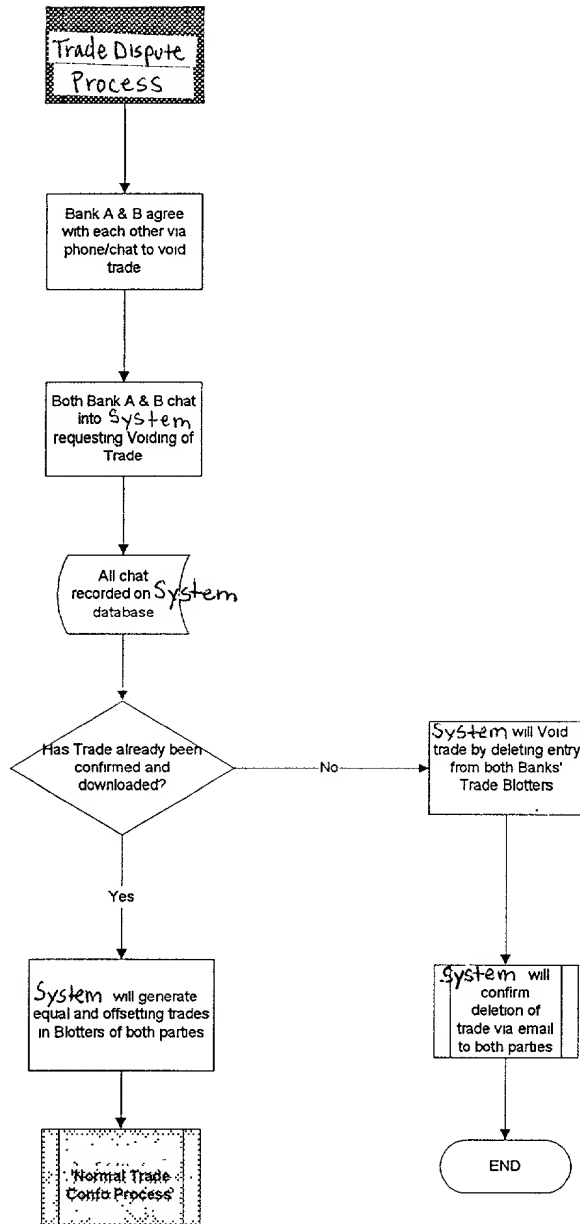 Trade Dispute
Process
Bank A & B agree
with each other via
phone/chat to void
trade
Both Bank A & B chat
into System
requesting Voiding of
Trade
All chat
recorded on System
database
Has Trade already been
confirmed and
downloaded?
No
System will Void
trade by deleting entry
from both Banks'
Trade Blotters
Yes
System will generate
equal and offsetting trades
in Blotters of both parties
System will
confirm
deletion of
trade via email
to both parties
'Normal Trade
Confo Process'
END